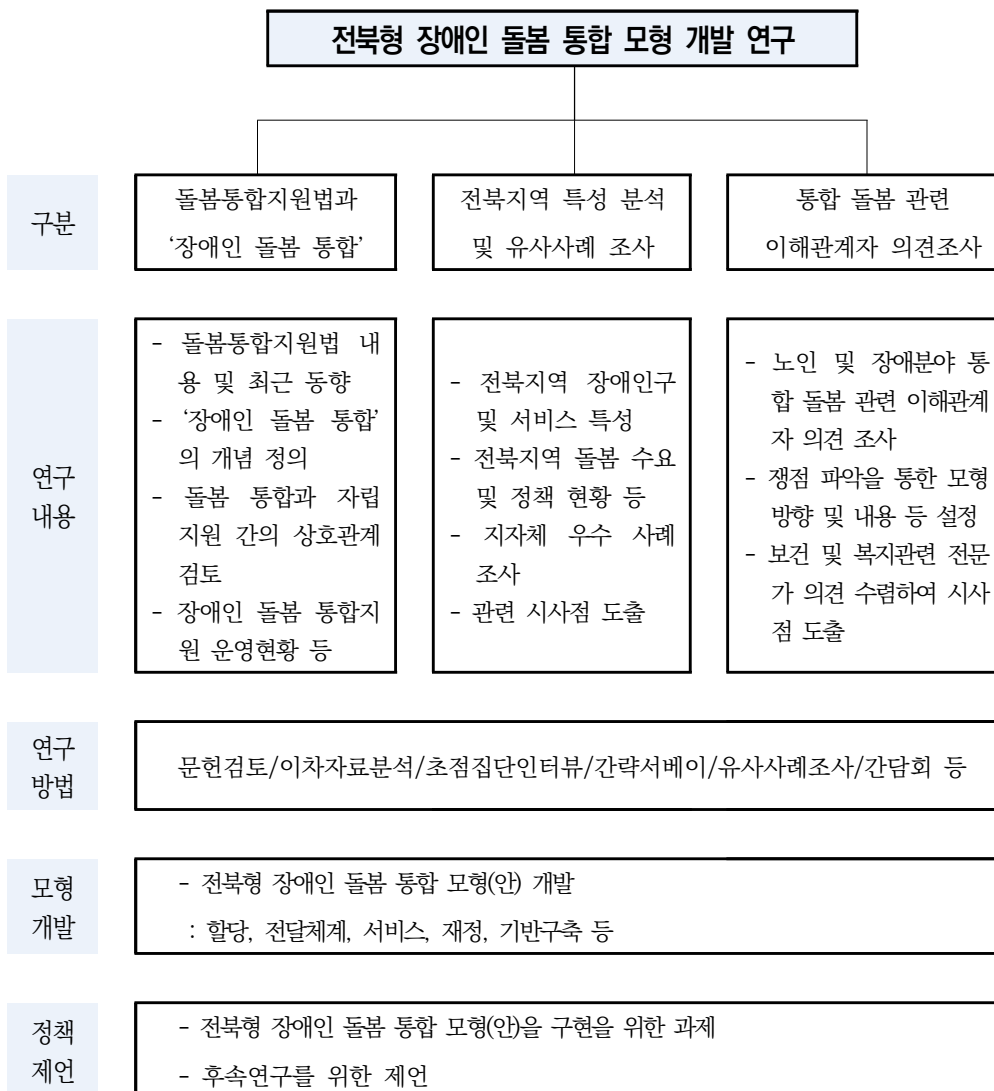 전북형 장애인 돌봄 통합 모형 개발 연구
구분
돌봄통합지원법과
‘장애인 돌봄 통합’
전북지역 특성 분석
및 유사사례 조사
통합 돌봄 관련
이해관계자 의견조사
연구
내용
- 돌봄통합지원법 내
용 및 최근 동향
- ‘장애인 돌봄 통합’
의 개념 정의
- 돌봄 통합과 자립
지원 간의 상호관계
검토
- 장애인 돌봄 통합지
원 운영현황 등
- 전북지역 장애인구
및 서비스 특성
- 전북지역 돌봄 수요
및 정책 현황 등
- 지자체 우수 사례
조사
- 관련 시사점 도출
- 노인 및 장애분야 통
합 돌봄 관련 이해관계
자 의견 조사
- 쟁점 파악을 통한 모형
방향 및 내용 등 설정
- 보건 및 복지관련 전문
가 의견 수렴하여 시사
점 도출
연구
방법
문헌검토/이차자료분석/초점집단인터뷰/간략서베이/유사사례조사/간담회 등
모형
개발
- 전북형 장애인 돌봄 통합 모형(안) 개발
: 할당, 전달체계, 서비스, 재정, 기반구축 등
정책
제언
- 전북형 장애인 돌봄 통합 모형(안)을 구현을 위한 과제
- 후속연구를 위한 제언